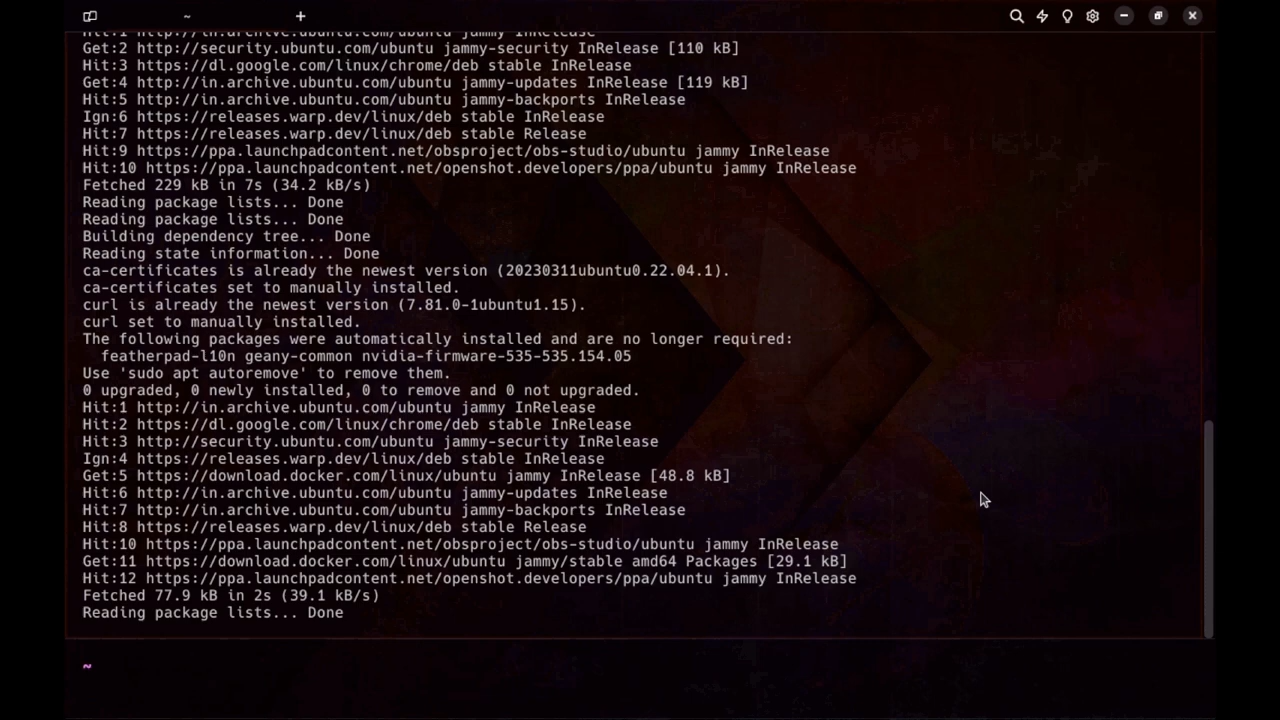 ~
+
Hit:1 http://in.archive.ubuntu.com/ubuntu jammy InRelease
Get:2 http://security.ubuntu.com/ubuntu jammy-security InRelease [110 kB]
Hit:3 https://dl.google.com/linux/chrome/deb stable InRelease
Get:4 http://in.archive.ubuntu.com/ubuntu jammy-updates InRelease [119 kB]
Hit:5 http://in.archive.ubuntu.com/ubuntu jammy-backports InRelease
Ign:6 https://releases.warp.dev/linux/deb stable InRelease
Hit:7 https://releases.warp.dev/linux/deb stable Release
Hit:9 https://ppa.launchpadcontent.net/obsproject/obs-studio/ubuntu jammy InRelease
Hit:10 https://ppa.launchpadcontent.net/openshot.developers/ppa/ubuntu jammy InRelease
Fetched 229 kB in 7s (34.2 kB/s)
Reading package lists... Done
Reading package lists... Done
Building dependency tree... Done
Reading state information... Done
ca-certificates is already the newest version (20230311ubuntu0.22.04.1).
ca-certificates set to manually installed.
curl is already the newest version (7.81.0-1ubuntu1.15).
curl set to manually installed.
The following packages were automatically installed and are no longer required:
  featherpad-l10n geany-common nvidia-firmware-535-535.154.05
Use 'sudo apt autoremove' to remove them.
0 upgraded, 0 newly installed, 0 to remove and 0 not upgraded.
Hit:1 http://in.archive.ubuntu.com/ubuntu jammy InRelease
Hit:2 https://dl.google.com/linux/chrome/deb stable InRelease
Hit:3 http://security.ubuntu.com/ubuntu jammy-security InRelease
Ign:4 https://releases.warp.dev/linux/deb stable InRelease
Get:5 https://download.docker.com/linux/ubuntu jammy InRelease [48.8 kB]
Hit:6 http://in.archive.ubuntu.com/ubuntu jammy-updates InRelease
Hit:7 http://in.archive.ubuntu.com/ubuntu jammy-backports InRelease
Hit:8 https://releases.warp.dev/linux/deb stable Release
Hit:10 https://ppa.launchpadcontent.net/obsproject/obs-studio/ubuntu jammy InRelease
Get:11 https://download.docker.com/linux/ubuntu jammy/stable amd64 Packages [29.1 kB]
Hit:12 https://ppa.launchpadcontent.net/openshot.developers/ppa/ubuntu jammy InRelease
Fetched 77.9 kB in 2s (39.1 kB/s)
Reading package lists... Done
~